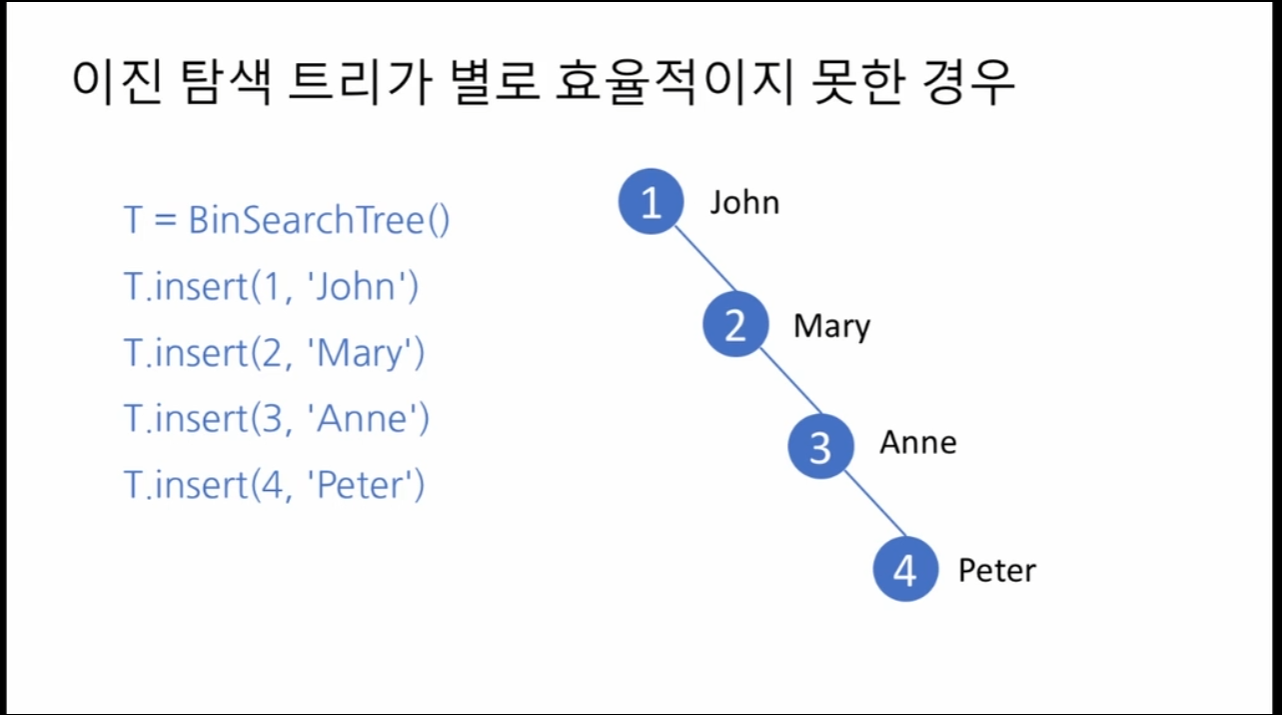 이진 탐색 트리가 별로 효율적이지 못한 경우
T = BinSearchTree()
T.insert(1, 'John')
T.insert(2, 'Mary')
T.insert(3, 'Anne')
T.insert(4, 'Peter')
1 John
2 Mary
3 Anne
4 Peter